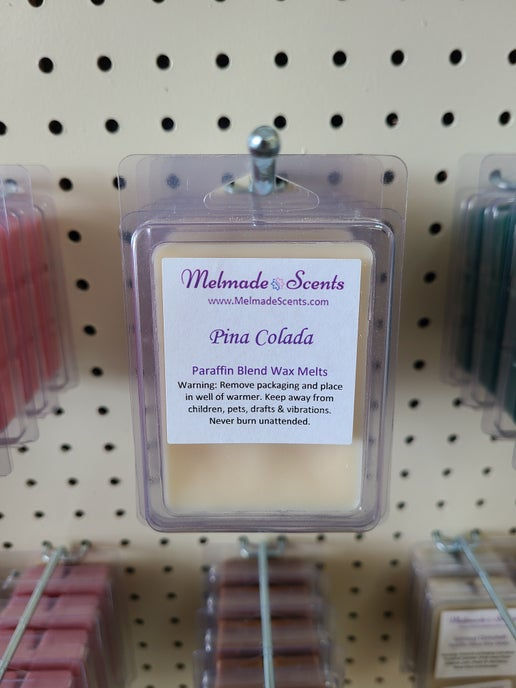 Melmade Scents
www.MelmadeScents.com
Pina Colada
Paraffin Blend Wax Melts
Warning: Remove packaging and place
in well of warmer. Keep away from
children, pets, drafts & vibrations.
Never burn unattended.